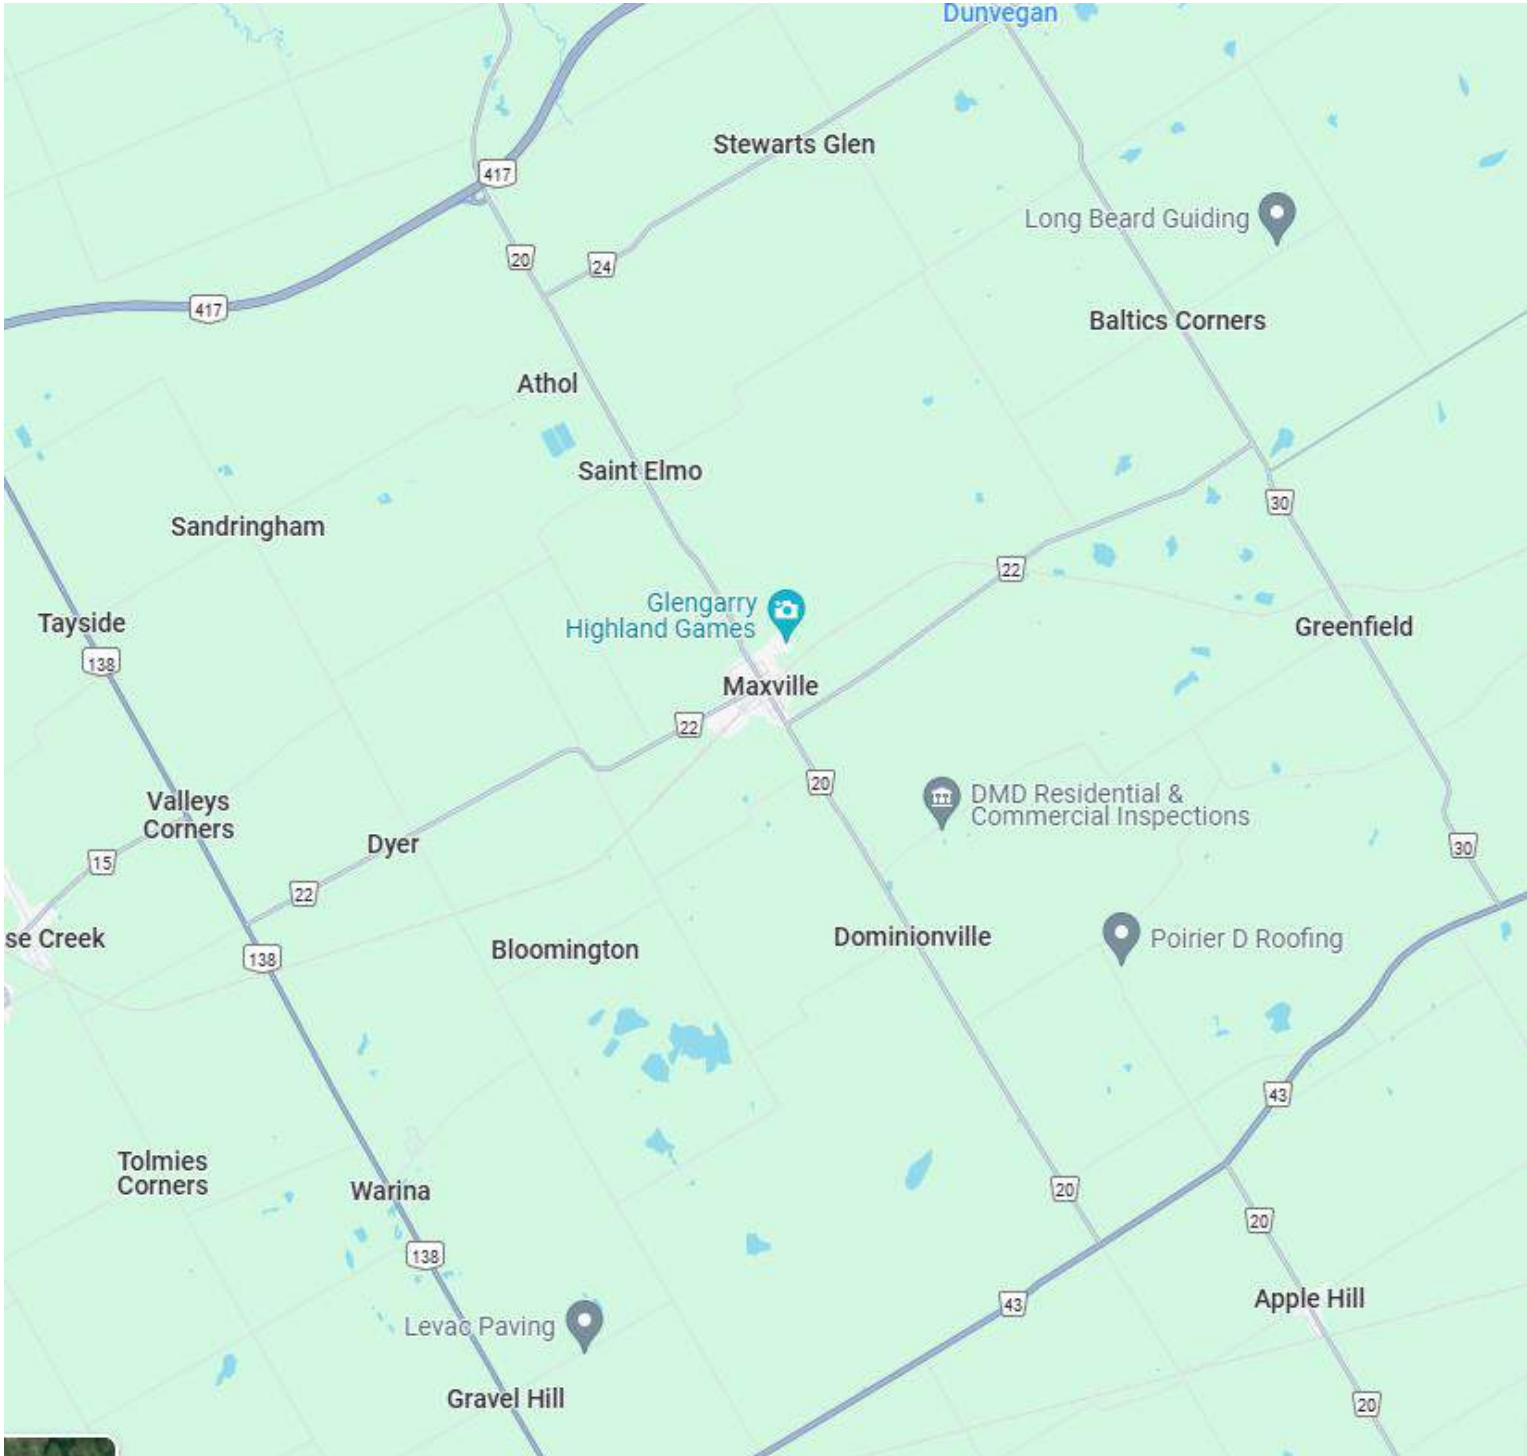 Dunvegan
Stewarts Glen
417
Long Beard Guiding
20
24
417
Baltics Corners
Athol
Saint Elmo
30
Sandringham
22
Glengarry
Highland Games
Tayside
Greenfield
138
Maxville
22
20
DMD Residential &
Commercial Inspections
Valleys
Corners
Dyer
30
15
22
se Creek
Bloomington
Dominionville
Poirier D Roofing
138
43
Tolmies
Corners
Warina
20
20
138
Apple Hill
43
Levac Paving
Gravel Hill
20